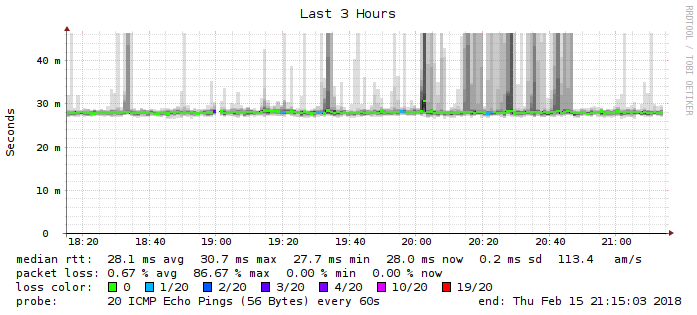 Last 3 Hours
RRDTOOL / TOBI OETIKER
Seconds
40 m
30 m
20 m
10 m
0
18:20 18:40 19:00 19:20 19:40 20:00 20:20 20:40 21:00
median rtt: 28.1 ms avg 30.7 ms max 27.7 ms min 28.0 ms now 0.2 ms sd 113.4 am/s
packet loss: 0.67 % avg 86.67 % max 0.00 % min 0.00 % now
loss color: 0 1/20 2/20 3/20 4/20 10/20 19/20
probe: 20 ICMP Echo Pings (56 Bytes) every 60s end: Thu Feb 15 21:15:03 2018